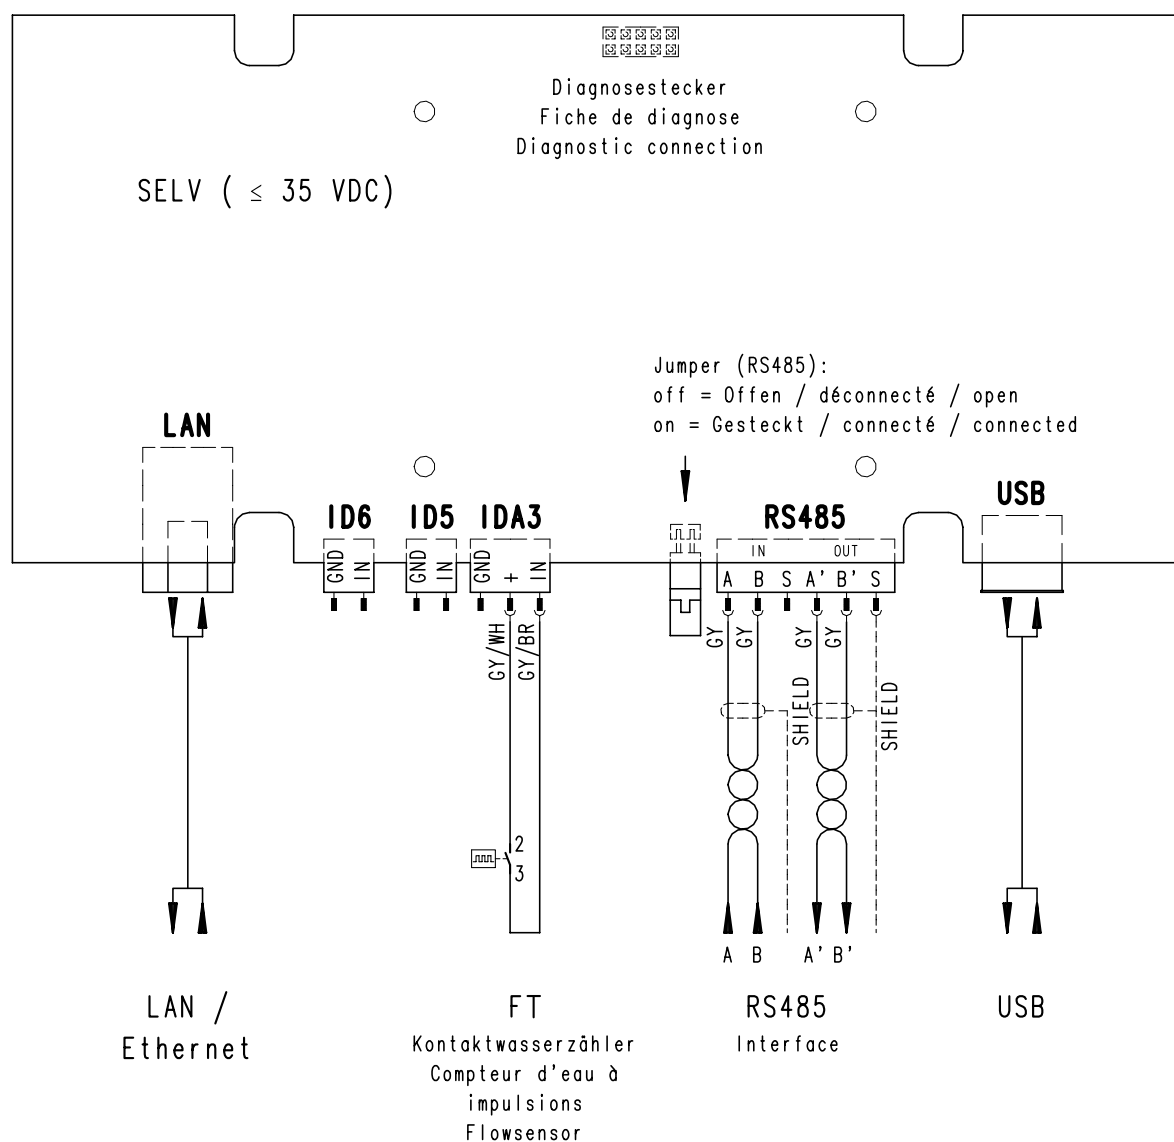 Diagnosestecker
Fiche de diagnose
Diagnostic connection
SELV ( ≤ 35 VDC)
Jumper (RS485):
off = Offen / déconnecté / open
on = Gesteckt / connecté / connected
LAN
ID6
ID5
IDA3
RS485
USB
IN OUT
GND
IN
GND
IN
GND
+
IN
A B S A' B' S
GY/WH
GY/BR
GY
GY
GY
GY
SHIELD
SHIELD
2
3
A B A' B'
LAN /
Ethernet
FT
Kontaktwasserzähler
Compteur d'eau à
impulsions
Flowsensor
RS485
Interface
USB